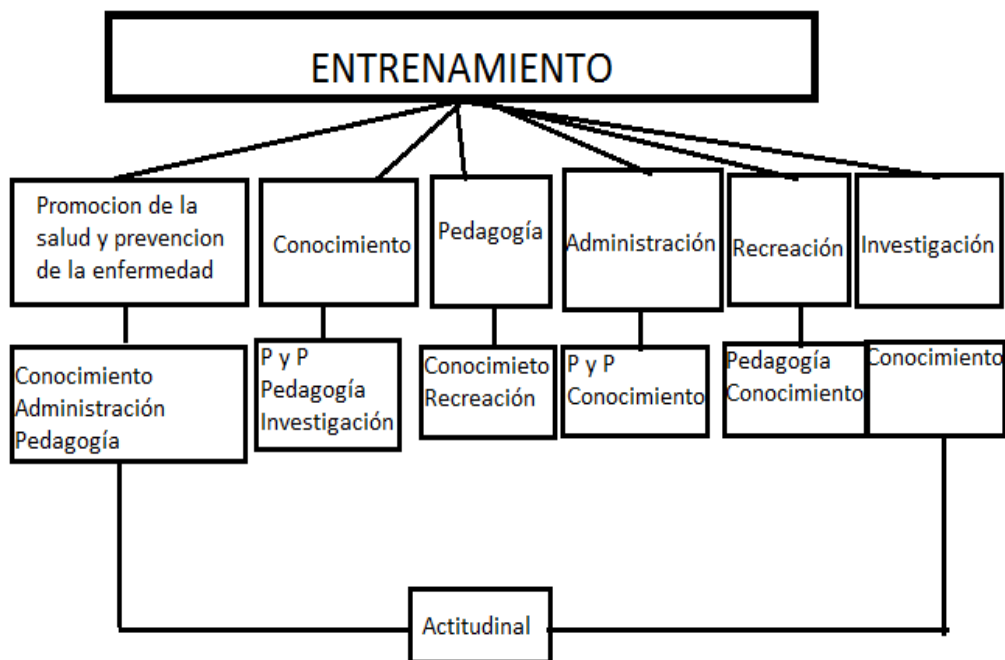 ENTRENAMIENTO
Promocion de la
salud y prevencion
de la enfermedad
Conocimiento
Pedagogía
Administración
Recreación
Investigación
Conocimiento
Administración
Pedagogía
P y P
Pedagogía
Investigación
Conocimieto
Recreación
P y P
Conocimiento
Pedagogía
Conocimiento
Conocimiento
Actitudinal